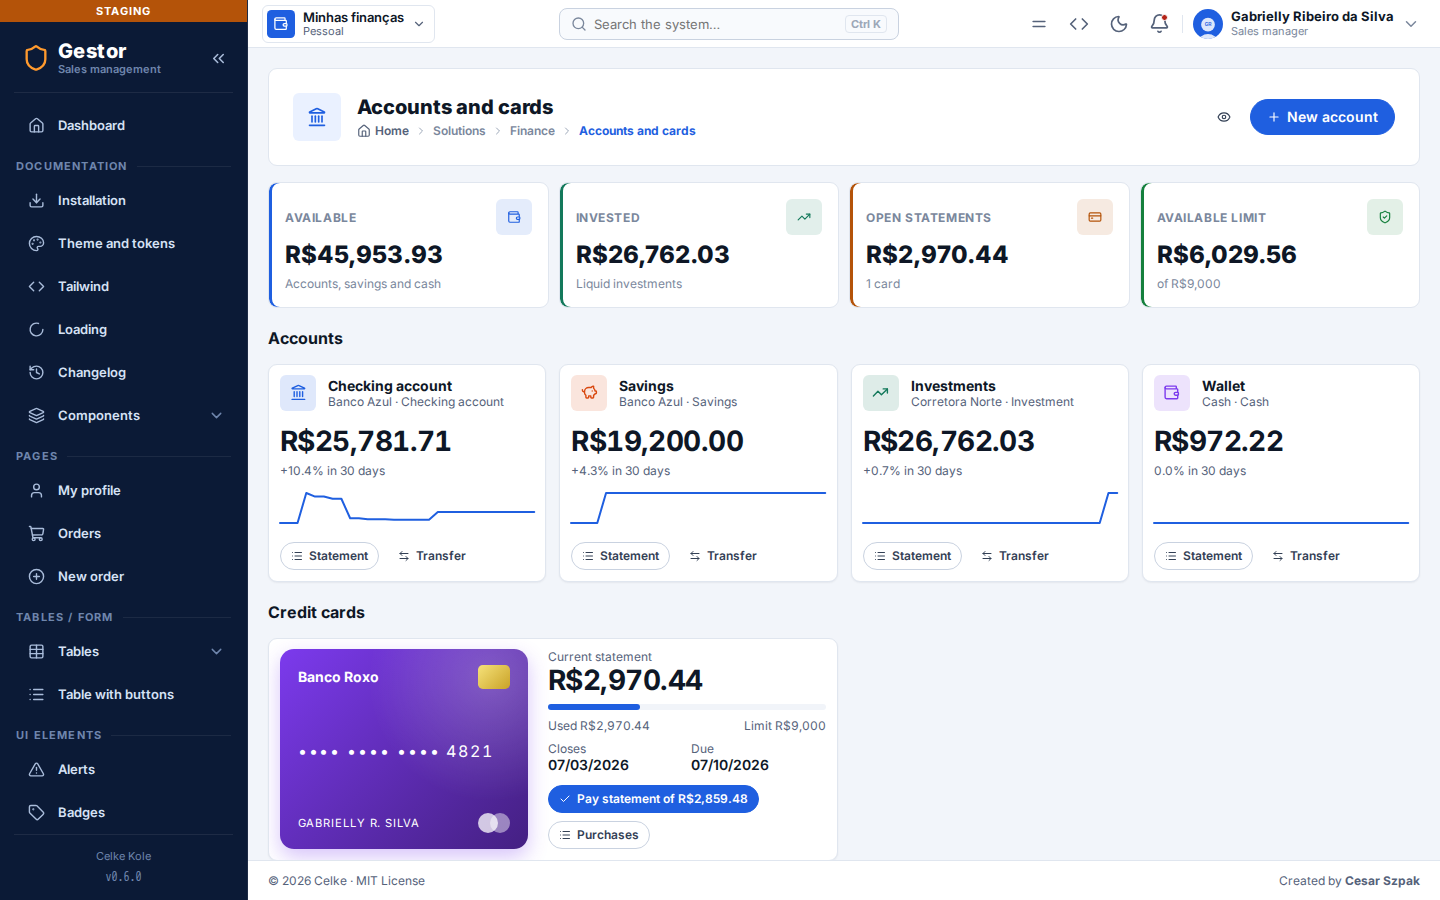 STAGING
Gestor
Sales management
Dashboard
DOCUMENTATION
Installation
Theme and tokens
Tailwind
Loading
Changelog
Components
PAGES
My profile
Orders
New order
TABLES / FORM
Tables
Table with buttons
UI ELEMENTS
Alerts
Badges
Celke Kole
v0.6.0
Minhas finanças
Pessoal
Search the system...
Ctrl K
GR
Gabrielly Ribeiro da Silva
Sales manager
Accounts and cards
Home Solutions Finance Accounts and cards
New account
AVAILABLE
R$45,953.93
Accounts, savings and cash
INVESTED
R$26,762.03
Liquid investments
OPEN STATEMENTS
R$2,970.44
1 card
AVAILABLE LIMIT
R$6,029.56
of R$9,000
Accounts
Checking account
Banco Azul · Checking account
R$25,781.71
+10.4% in 30 days
Statement Transfer
Savings
Banco Azul · Savings
R$19,200.00
+4.3% in 30 days
Statement Transfer
Investments
Corretora Norte · Investment
R$26,762.03
+0.7% in 30 days
Statement Transfer
Wallet
Cash · Cash
R$972.22
0.0% in 30 days
Statement Transfer
Credit cards
Banco Roxo
•••• •••• •••• 4821
GABRIELLY R. SILVA
Current statement
R$2,970.44
Used R$2,970.44 Limit R$9,000
Closes Due
07/03/2026 07/10/2026
Pay statement of R$2,859.48
Purchases
© 2026 Celke · MIT License
Created by Cesar Szpak